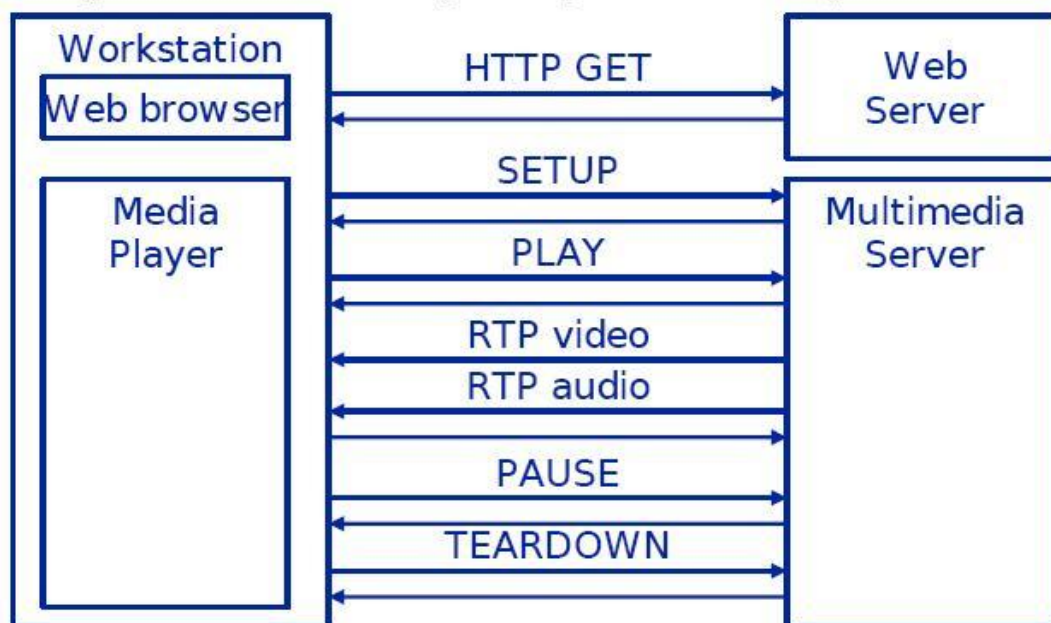 Workstation
Web browser
HTTP GET
Web
Server
SETUP
Media
Player
Multimedia
Server
PLAY
RTP video
RTP audio
PAUSE
TEARDOWN